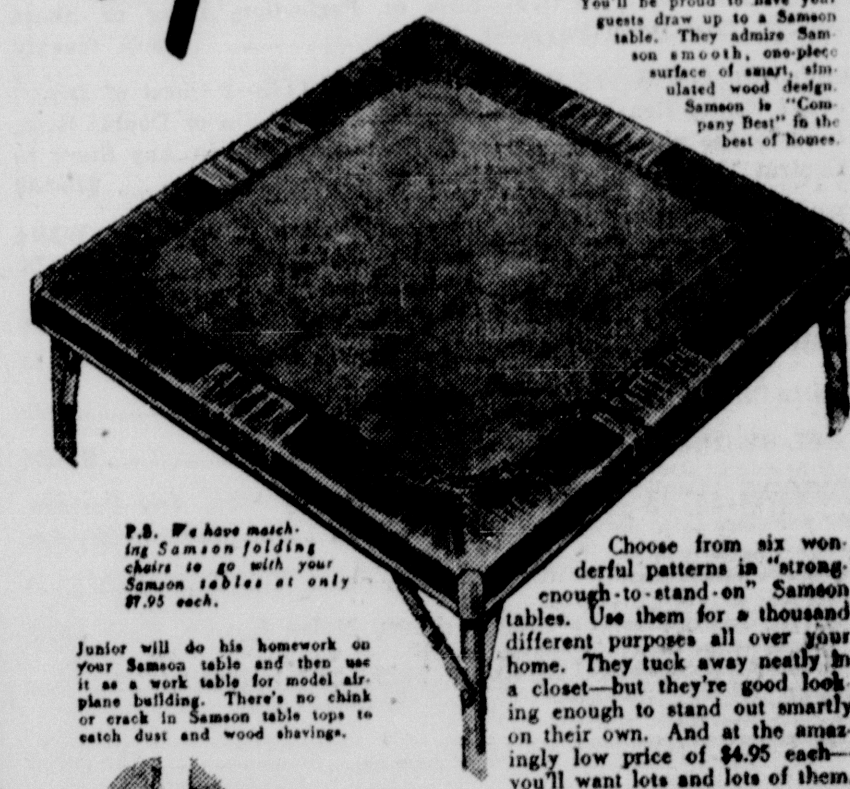 You'll be proud to have your
guests draw up to a Samson
table. They admire Sam-
son smooth, one-piece
surface of smart, sim-
ulated wood design.
Samson is "Com-
pany Best" in the
best of homes.
P.S. We have match-
ing Samson folding
chairs to go with your
Samson tables at only
$7.95 each.
Junior will do his homework on
your Samson table and then use
it as a work table for model air-
plane building. There's no chink
or crack in Samson table tops to
catch dust and wood shavings.
Choose from six won-
derful patterns in "strong-
enough-to-stand-on" Samson
tables. Use them for a thousand
different purposes all over your
home. They tuck away neatly in
a closet—but they're good look-
ing enough to stand out smartly
on their own. And at the amaz-
ingly low price of $4.95 each—
you'll want lots and lots of them